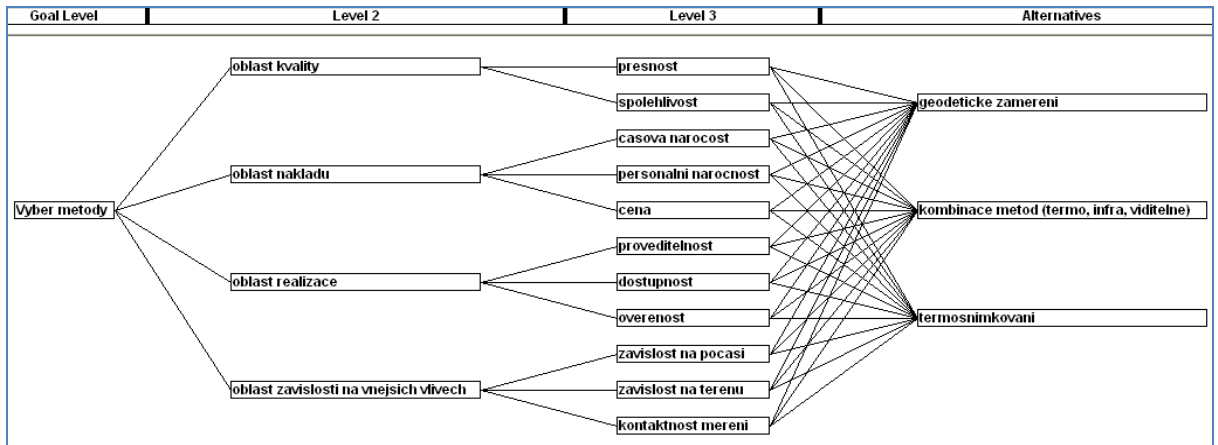 Goal Level
Level 2
Level 3
Alternatives
oblast kvality
presnost
spolehlivost
geodeticke zamereni
casova narocost
oblast nakladu
personalni narocnost
Vyber metody
cena
kombinace metod (termo, infra, viditelne)
proveditelnost
oblast realizace
dostupnost
overenost
termosnimkovani
zavislost na pocasi
oblast zavislosti na vnejsich vlivech
zavislost na terenu
kontaktnost mereni